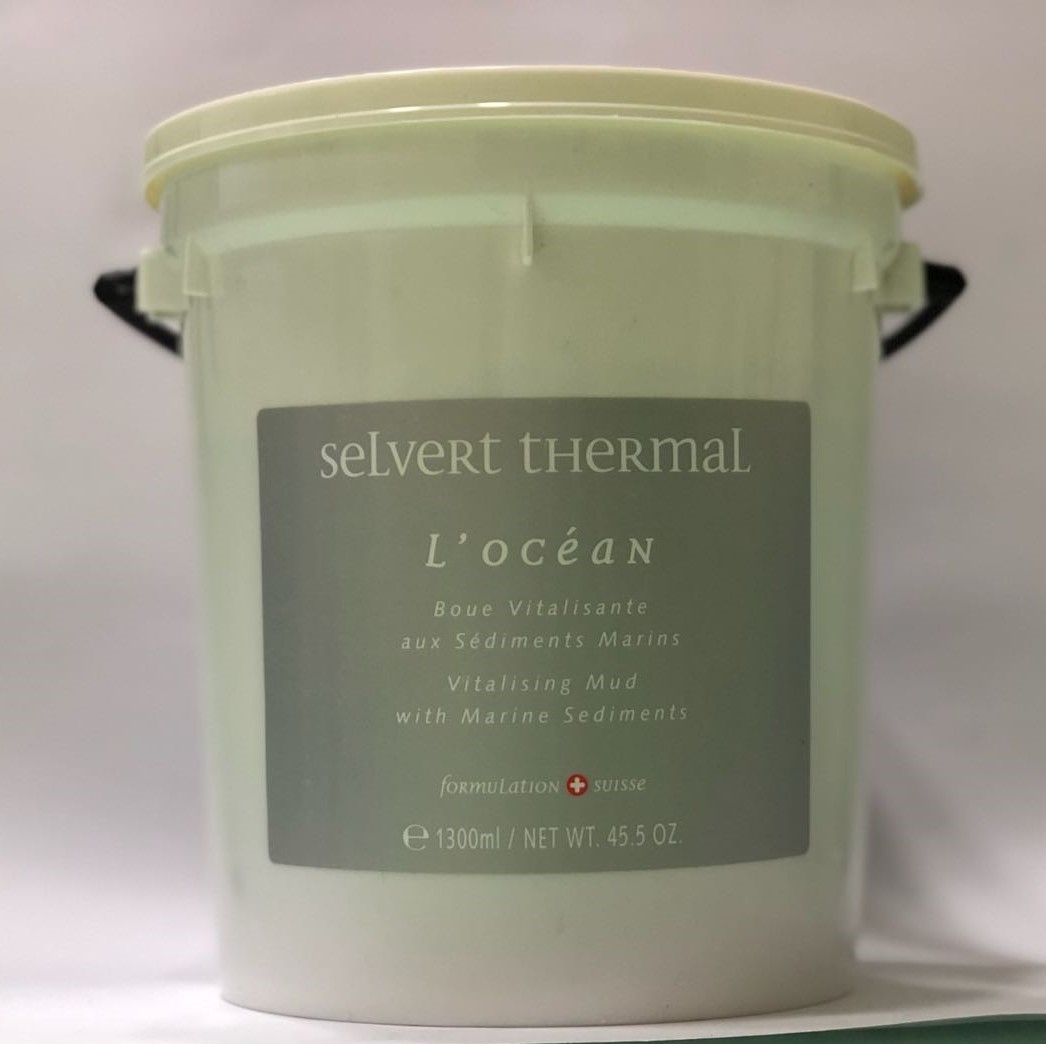 seLveRt tHeRmaL
L'océaN
Boue Vitalisante
aux Sédiments Marins
Vitalising Mud
with Marine Sediments
foRmuLatioN suisse
℮ 1300ml / NET WT. 45.5 OZ.